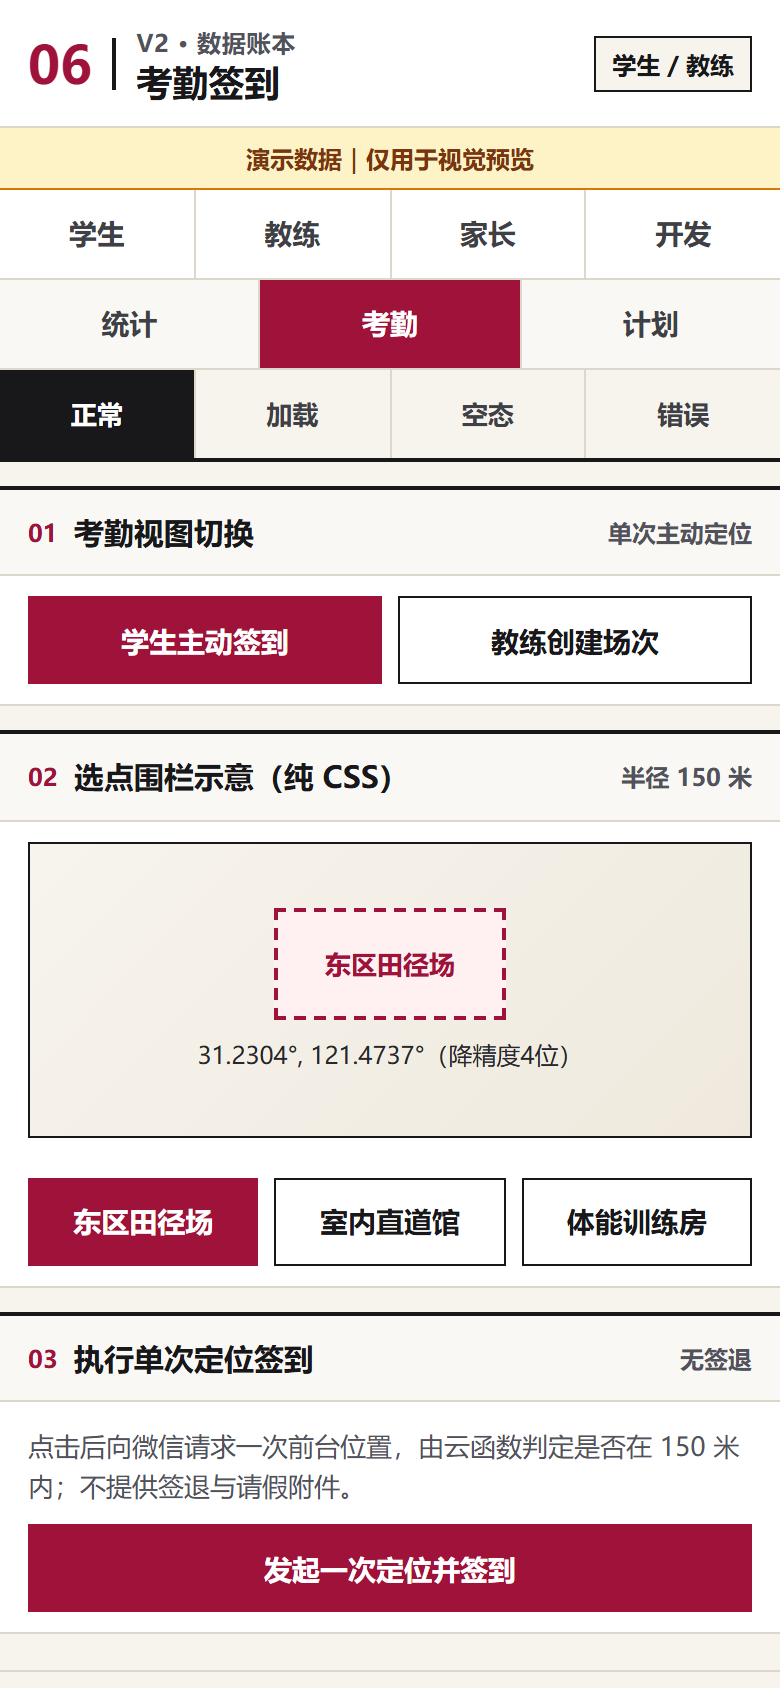 06
V2 · 数据账本
考勤签到
学生 / 教练
演示数据｜仅用于视觉预览
学生 教练 家长 开发
统计 考勤 计划
正常 加载 空态 错误
01 考勤视图切换 单次主动定位
学生主动签到 教练创建场次
02 选点围栏示意（纯 CSS） 半径 150 米
东区田径场
31.2304°, 121.4737°（降精度4位）
东区田径场 室内直道馆 体能训练房
03 执行单次定位签到 无签退
点击后向微信请求一次前台位置，由云函数判定是否在 150 米
内；不提供签退与请假附件。
发起一次定位并签到